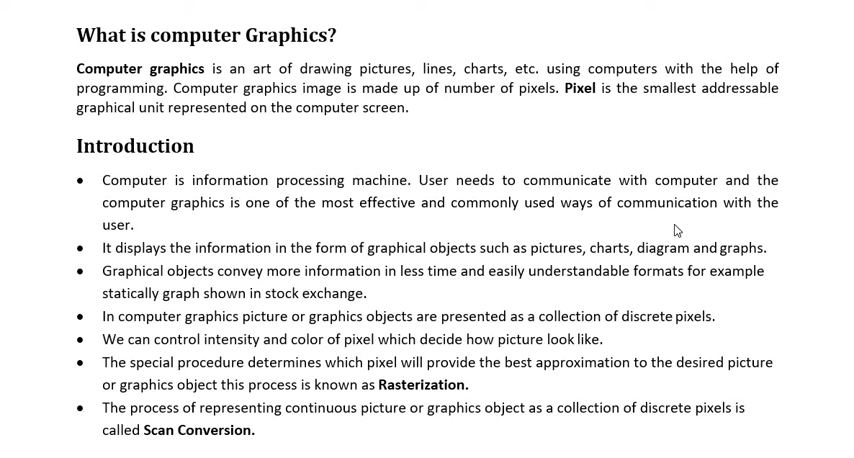 What is computer Graphics?
Computer graphics is an art of drawing pictures, lines, charts, etc. using computers with the help of
programming. Computer graphics image is made up of number of pixels. Pixel is the smallest addressable
graphical unit represented on the computer screen.
Introduction
• Computer is information processing machine. User needs to communicate with computer and the
computer graphics is one of the most effective and commonly used ways of communication with the
user.
• It displays the information in the form of graphical objects such as pictures, charts, diagram and graphs.
• Graphical objects convey more information in less time and easily understandable formats for example
statically graph shown in stock exchange.
• In computer graphics picture or graphics objects are presented as a collection of discrete pixels.
• We can control intensity and color of pixel which decide how picture look like.
• The special procedure determines which pixel will provide the best approximation to the desired picture
or graphics object this process is known as Rasterization.
• The process of representing continuous picture or graphics object as a collection of discrete pixels is
called Scan Conversion.